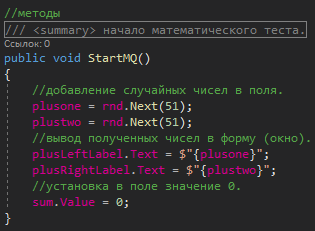 //методы
/// <summary> начало математического теста.
Ссылок: 0
public void StartMQ()
{
//добавление случайных чисел в поля.
plusone = rnd.Next(51);
plustwo = rnd.Next(51);
//вывод полученных чисел в форму (окно).
plusLeftLabel.Text = $"{plusone}";
plusRightLabel.Text = $"{plustwo}";
//установка в поле значение 0.
sum.Value = 0;
}